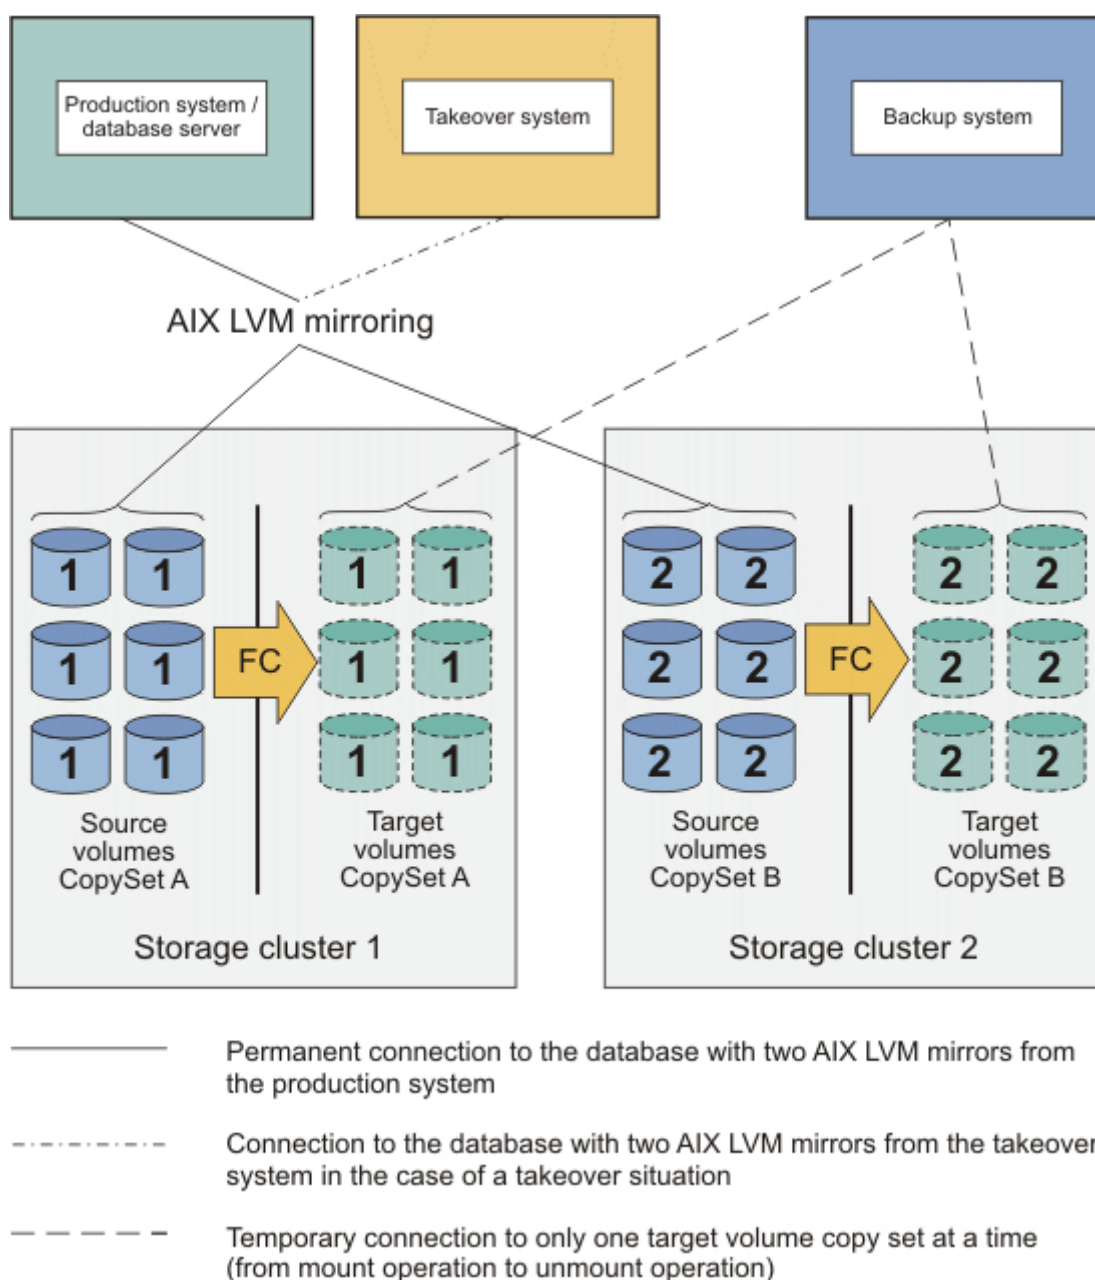 Production system /
database server
Takeover system
Backup system
AIX LVM mirroring
1 1 1 1 2 2 2 2
1 1 FC 1 1 2 2 FC 2 2
1 1 1 1 2 2 2 2
Source
volumes
CopySet A
Target
volumes
CopySet A
Source
volumes
CopySet B
Target
volumes
CopySet B
Storage cluster 1
Storage cluster 2
Permanent connection to the database with two AIX LVM mirrors from
the production system
Connection to the database with two AIX LVM mirrors from the takeover
system in the case of a takeover situation
Temporary connection to only one target volume copy set at a time
(from mount operation to unmount operation)